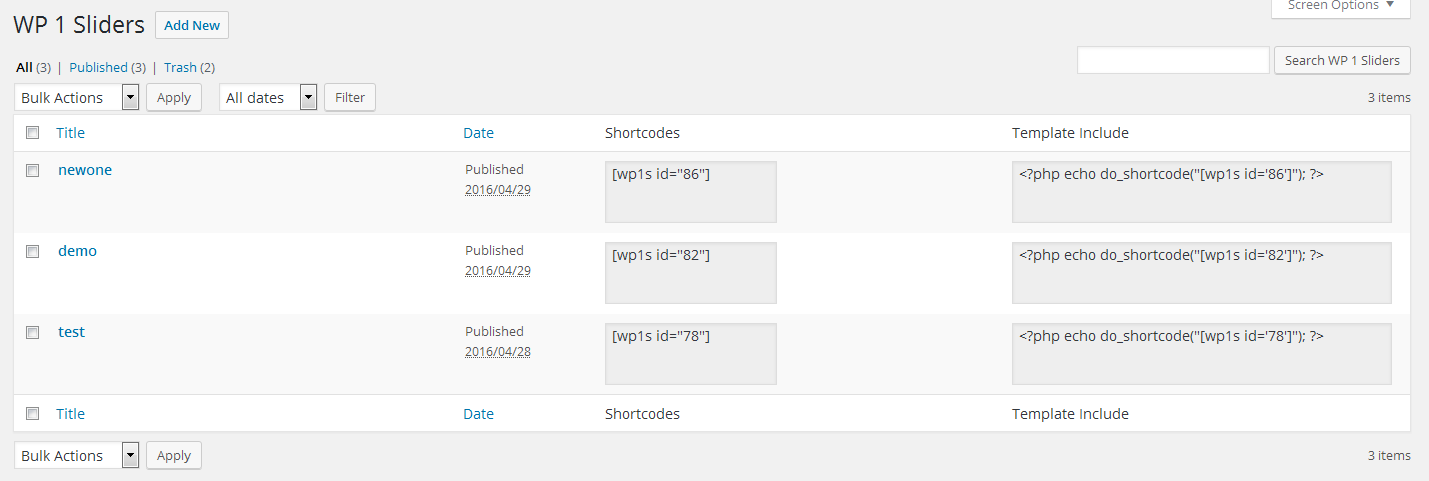 Screen Options
WP 1 Sliders Add New
All (3) | Published (3) | Trash (2)
Search WP 1 Sliders
Bulk Actions Apply All dates Filter 3 items
Title Date Shortcodes Template Include
newone Published 2016/04/29 [wp1s id="86"] <?php echo do_shortcode("[wp1s id='86']"); ?>
demo Published 2016/04/29 [wp1s id="82"] <?php echo do_shortcode("[wp1s id='82']"); ?>
test Published 2016/04/28 [wp1s id="78"] <?php echo do_shortcode("[wp1s id='78']"); ?>
Title Date Shortcodes Template Include
Bulk Actions Apply 3 items